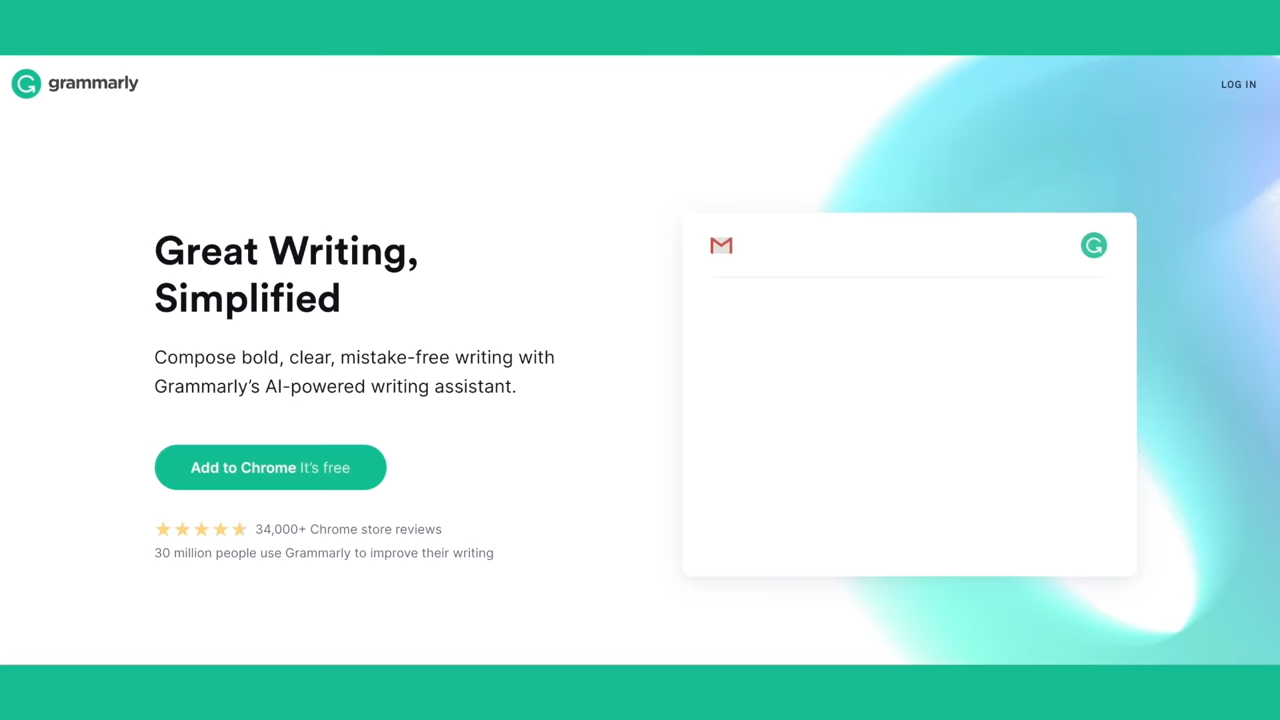 grammarly
LOG IN
Great Writing,
Simplified
Compose bold, clear, mistake-free writing with
Grammarly’s AI-powered writing assistant.
Add to Chrome It’s free
34,000+ Chrome store reviews
30 million people use Grammarly to improve their writing